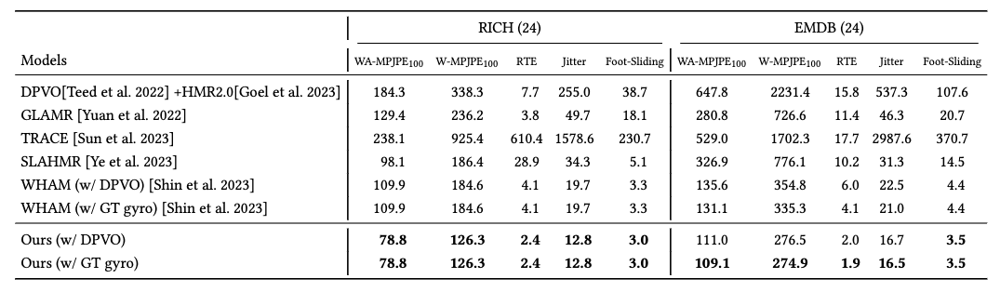 RICH (24) EMDB (24)
Models WA-MPJPE100 W-MPJPE100 RTE Jitter Foot-Sliding WA-MPJPE100 W-MPJPE100 RTE Jitter Foot-Sliding
DPVO[Teed et al. 2022] +HMR2.0[Goel et al. 2023] 184.3 338.3 7.7 255.0 38.7 647.8 2231.4 15.8 537.3 107.6
GLAMR [Yuan et al. 2022] 129.4 236.2 3.8 49.7 18.1 280.8 726.6 11.4 46.3 20.7
TRACE [Sun et al. 2023] 238.1 925.4 610.4 1578.6 230.7 529.0 1702.3 17.7 2987.6 370.7
SLAHMR [Ye et al. 2023] 98.1 186.4 28.9 34.3 5.1 326.9 776.1 10.2 31.3 14.5
WHAM (w/ DPVO) [Shin et al. 2023] 109.9 184.6 4.1 19.7 3.3 135.6 354.8 6.0 22.5 4.4
WHAM (w/ GT gyro) [Shin et al. 2023] 109.9 184.6 4.1 19.7 3.3 131.1 335.3 4.1 21.0 4.4
Ours (w/ DPVO) 78.8 126.3 2.4 12.8 3.0 111.0 276.5 2.0 16.7 3.5
Ours (w/ GT gyro) 78.8 126.3 2.4 12.8 3.0 109.1 274.9 1.9 16.5 3.5